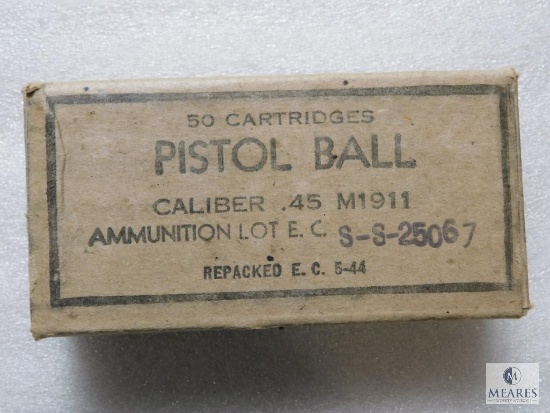 50 CARTRIDGES
PISTOL BALL
CALIBER .45 M1911
AMMUNITION LOT E. C. S-S-25067
REPACKED E. C. 5-44
M
MEARES